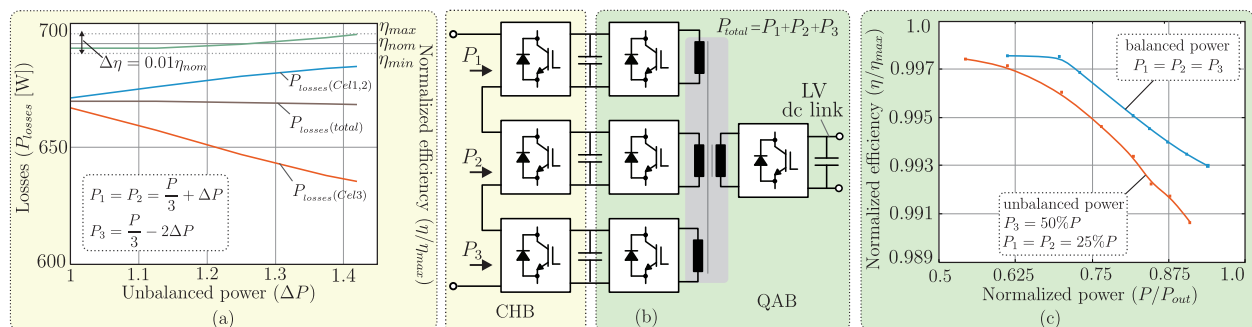 700
650
600
Losses (P_losses [W]
1
1.1
1.2
1.3
1.4
Unbalanced power (ΔP)
(a)
Δη = 0.01η_nom
η_max
η_nom
η_min
Normalized efficiency (η/η_max)
P_losses(Cel1,2)
P_losses(total)
P_losses(Cel3)
P_1 = P_2 = P/3 + ΔP
P_3 = P/3 − 2ΔP
P_total = P_1 + P_2 + P_3
P_1
P_2
P_3
LV
dc link
CHB
(b)
QAB
1.0
0.997
0.995
0.993
0.991
0.989
Normalized efficiency (η/η_max)
balanced power
P_1 = P_2 = P_3
unbalanced power
P_3 = 50%P
P_1 = P_2 = 25%P
0.5
0.625
0.75
0.875
1.0
Normalized power (P/P_out)
(c)